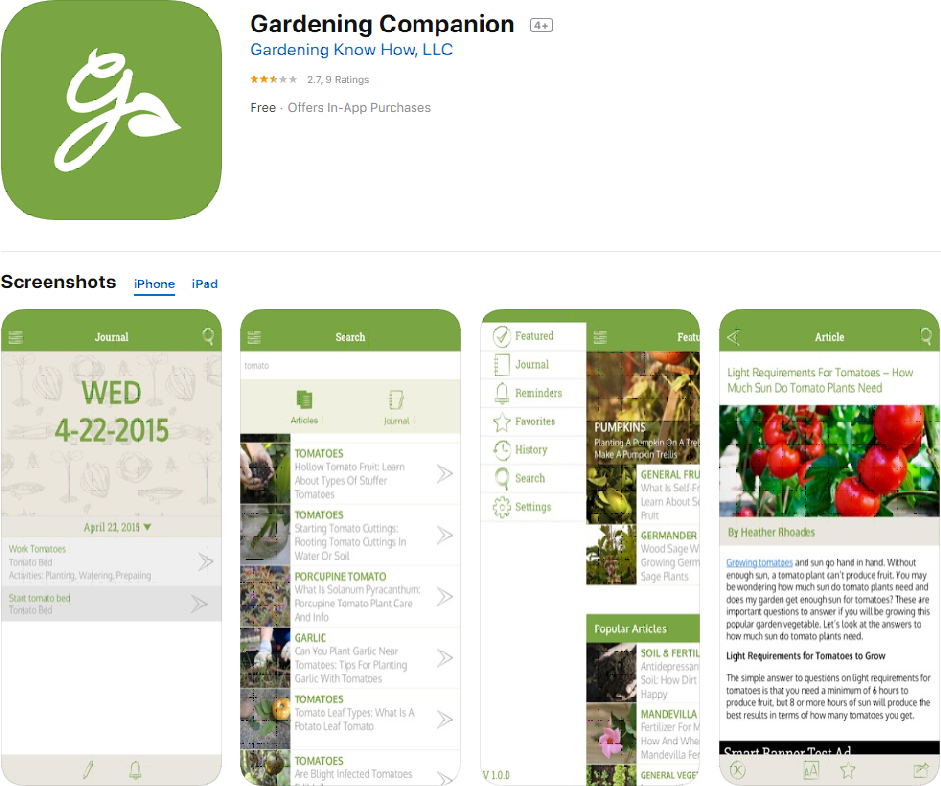 Gardening Companion 4+
Gardening Know How, LLC
2.7, 9 Ratings
Free · Offers In-App Purchases
Screenshots iPhone iPad
Journal
WED
4-22-2015
April 22, 2015 ▼
Work Tomatoes
Tomato Bed
Activities: Planting, Watering, Prepaiing
Start tomato bed
Tomato Bed
Search
tomato
Articles Journal
TOMATOES
Hollow Tomato Fruit: Learn
About Types Of Stuffer
Tomatoes
TOMATOES
Starting Tomato Cuttings:
Rooting Tomato Cuttings In
Water Or Soil
PORCUPINE TOMATO
What Is Solanum Pyracanthum:
Porcupine Tomato Plant Care
And Info
GARLIC
Can You Plant Garlic Near
Tomatoes: Tips For Planting
Garlic With Tomatoes
TOMATOES
Tomato Leaf Types: What Is A
Potato Leaf Tomato
TOMATOES
Are Blight Infected Tomatoes
Featured
Journal
Reminders
Favorites
History
Search
Settings
V 1.0.0
Featu
PUMPKINS
Planting A Pumpkin On A Trel
Make A Pumpkin Trellis
GENERAL FRU
What Is Self-F
Learn About Se
Fruit
GERMANDER
Wood Sage W
Growing Germ
Sage Plants
Popular Articles
SOIL & FERTIL
Antidepressan
Soil: How Dirt
Happy
MANDEVILLA
Fertilizer For M
How And Whe
Mandevilla Fer
GENERAL VEGET
Article
Light Requirements For Tomatoes – How
Much Sun Do Tomato Plants Need
By Heather Rhoades
Growing tomatoes and sun go hand in hand. Without
enough sun, a tomato plant can't produce fruit. You may
be wondering how much sun do tomato plants need and
does my garden get enough sun for tomatoes? These are
important questions to answer if you will be growing this
popular garden vegetable. Let's look at the answers to
how much sun do tomato plants need.
Light Requirements for Tomatoes to Grow
The simple answer to questions on light requirements for
tomatoes is that you need a minimum of 6 hours to
produce fruit, but 8 or more hours of sun will produce the
best results in terms of how many tomatoes you get.
Smart Banner Test Ad
AA